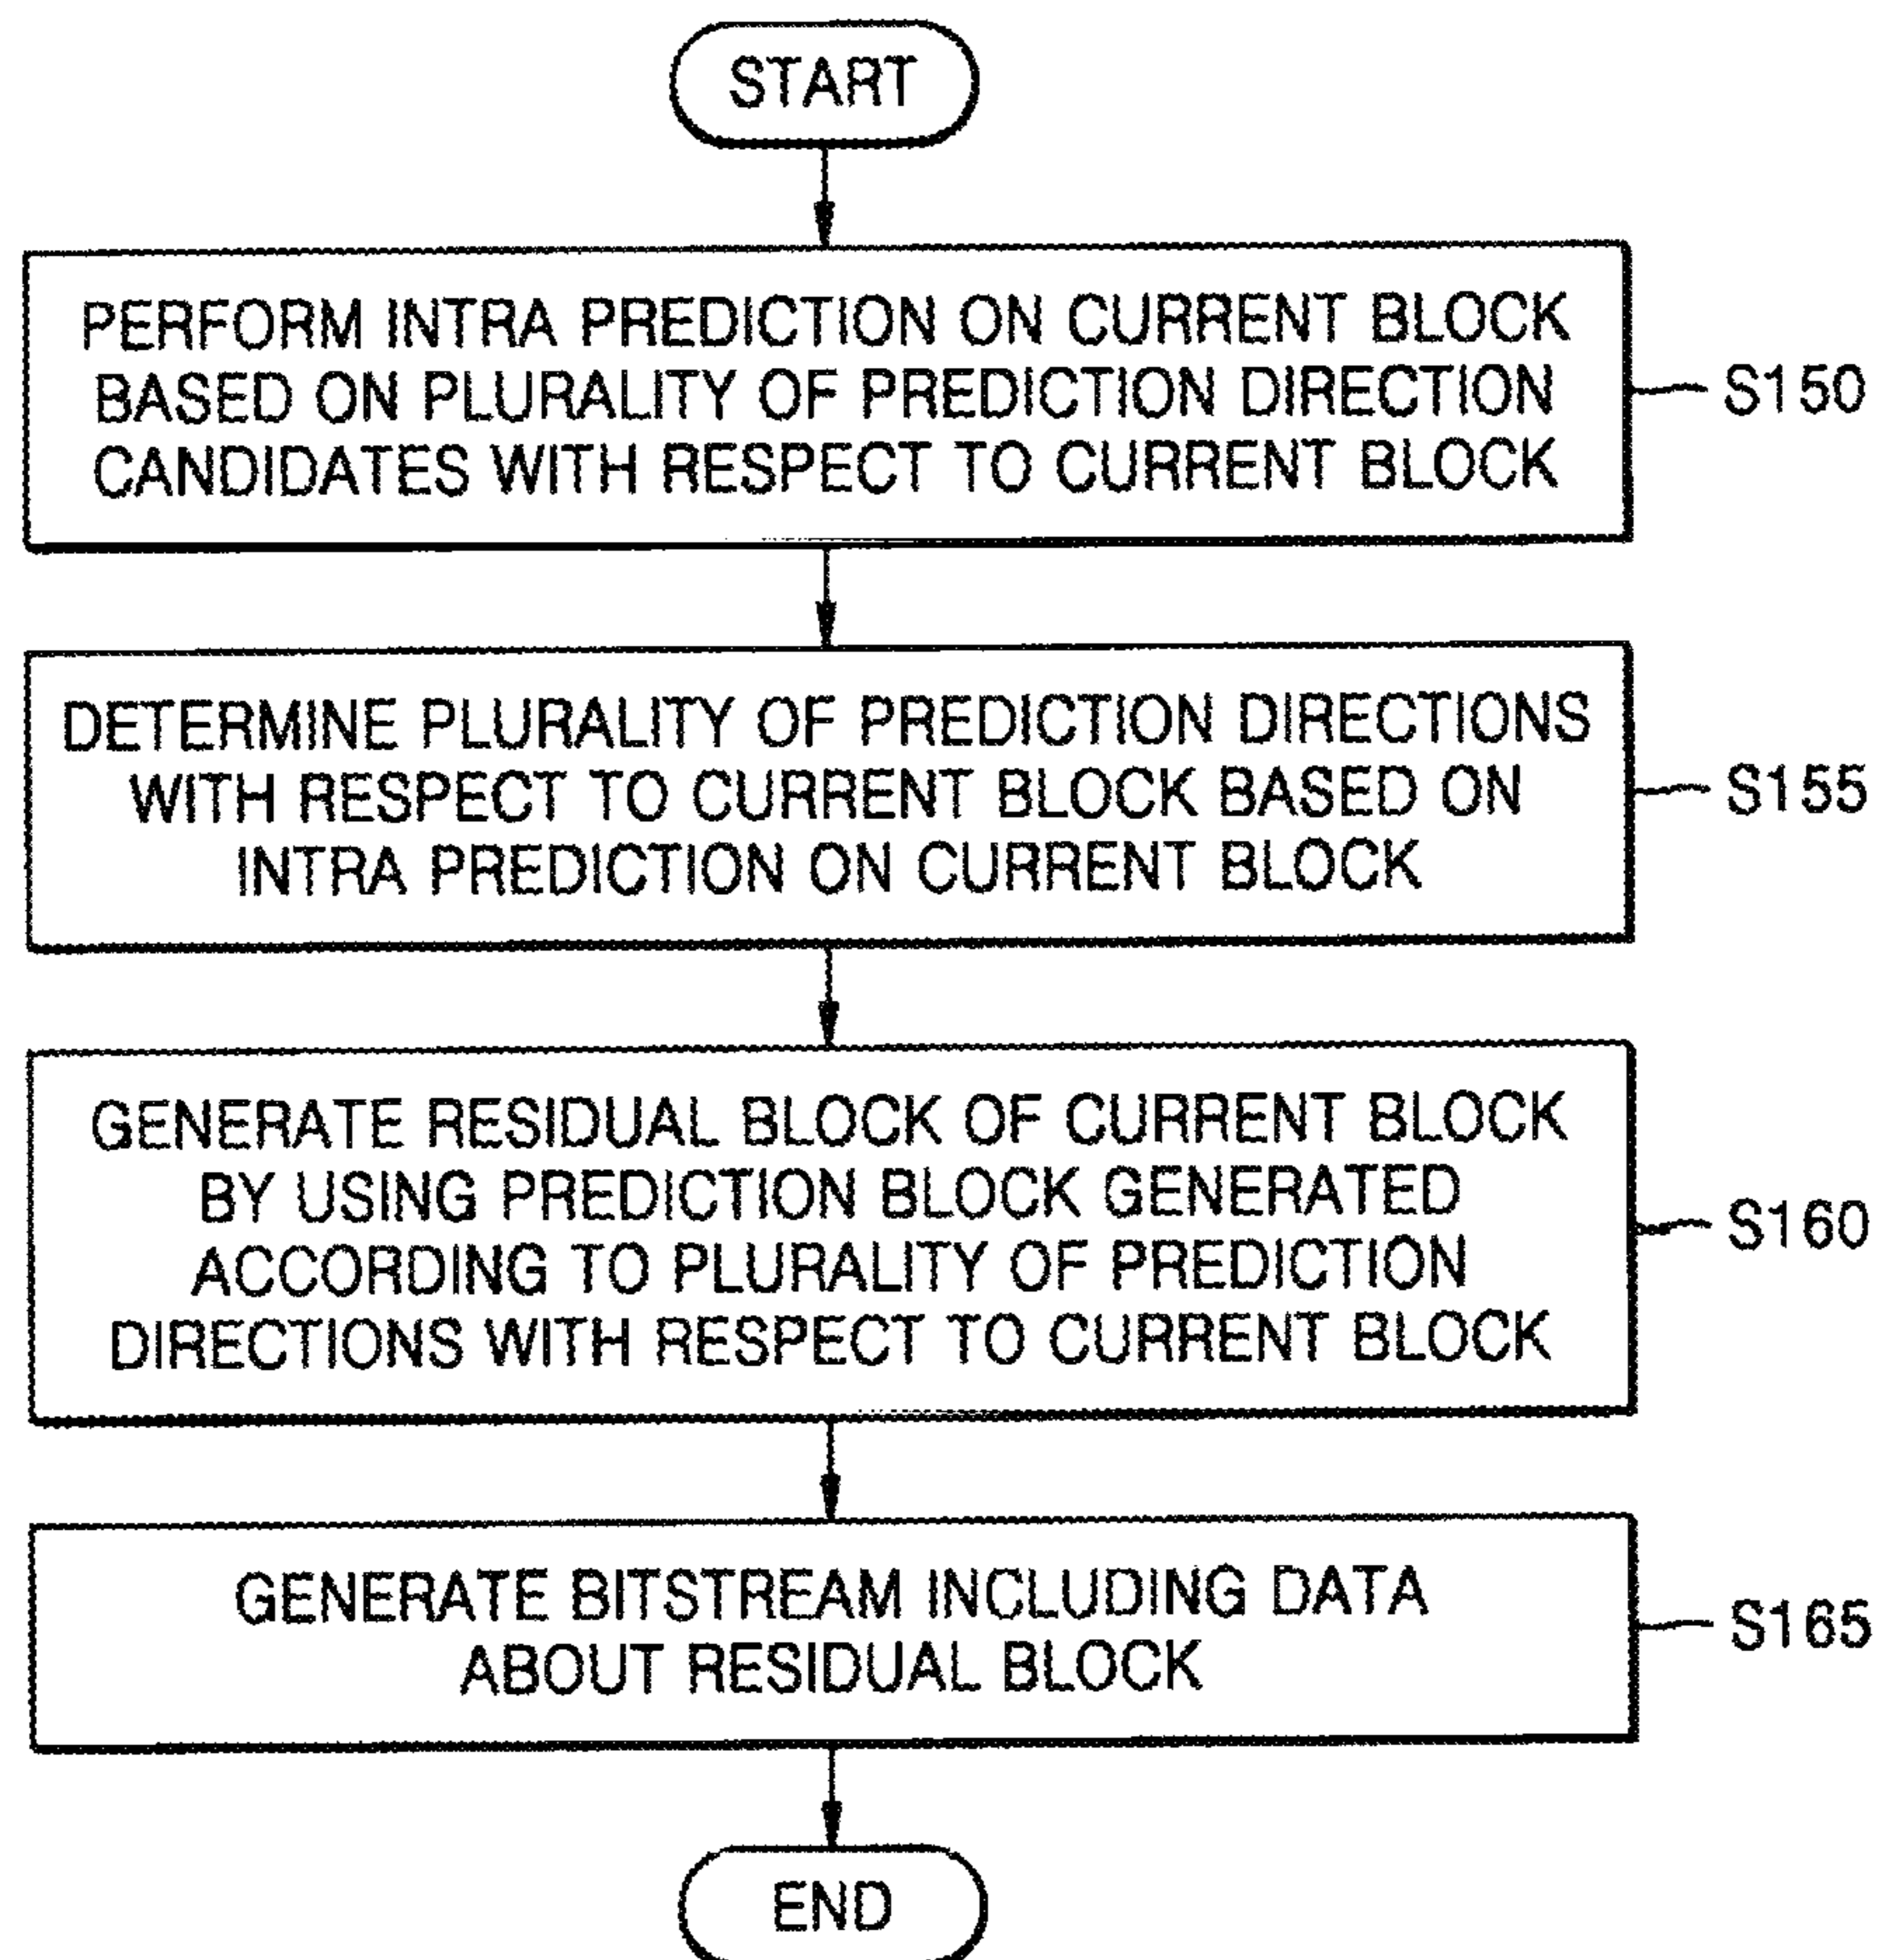 START
PERFORM INTRA PREDICTION ON CURRENT BLOCK
BASED ON PLURALITY OF PREDICTION DIRECTION
CANDIDATES WITH RESPECT TO CURRENT BLOCK
S150
DETERMINE PLURALITY OF PREDICTION DIRECTIONS
WITH RESPECT TO CURRENT BLOCK BASED ON
INTRA PREDICTION ON CURRENT BLOCK
S155
GENERATE RESIDUAL BLOCK OF CURRENT BLOCK
BY USING PREDICTION BLOCK GENERATED
ACCORDING TO PLURALITY OF PREDICTION
DIRECTIONS WITH RESPECT TO CURRENT BLOCK
S160
GENERATE BITSTREAM INCLUDING DATA
ABOUT RESIDUAL BLOCK
S165
END